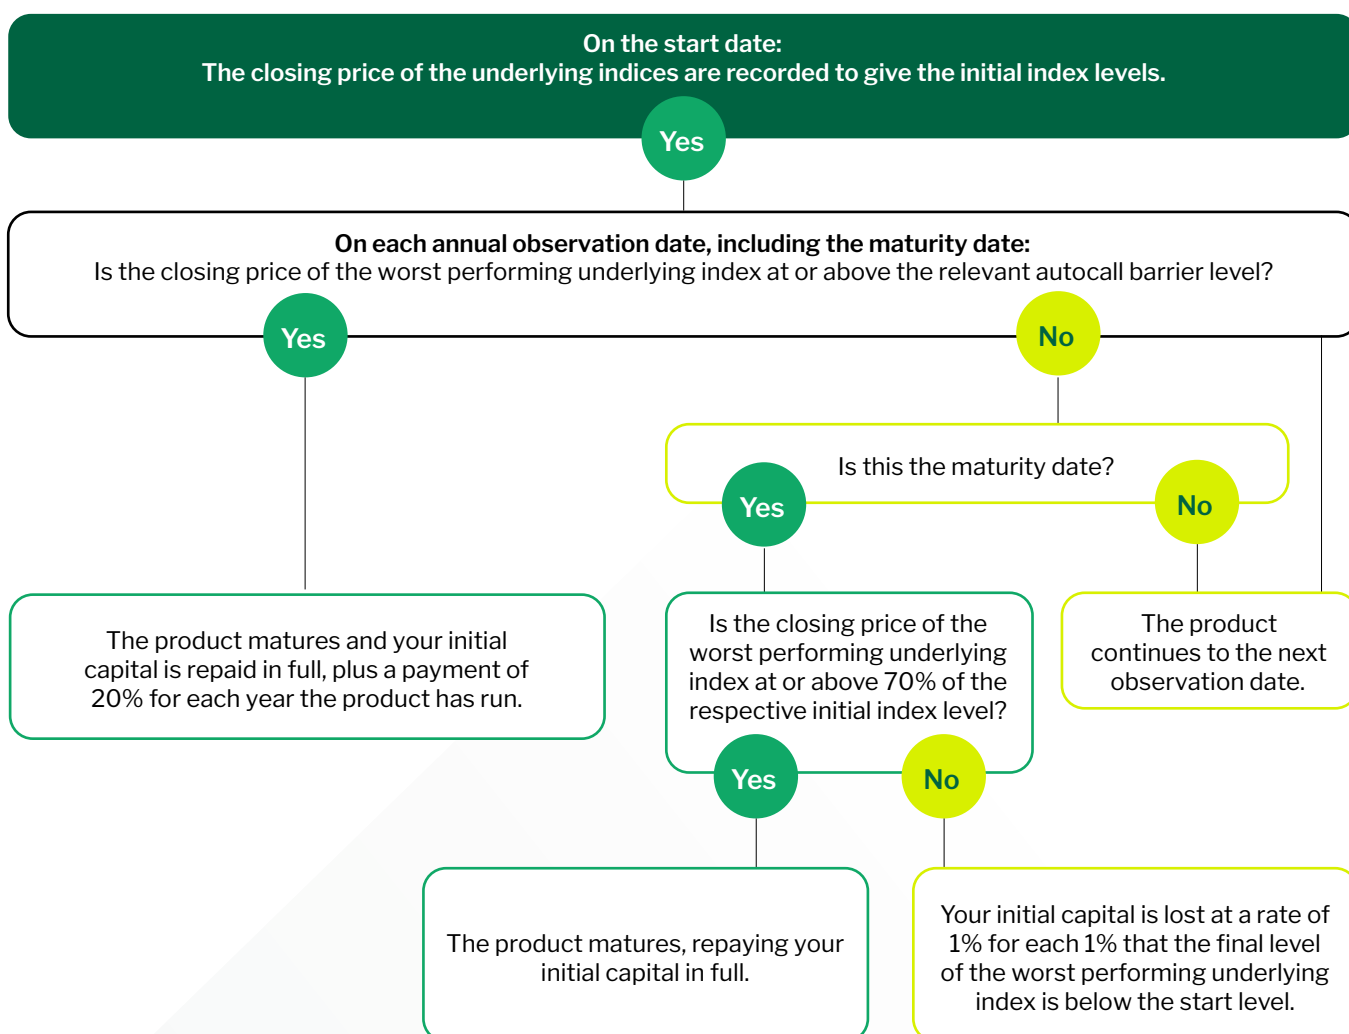 On the start date:
The closing price of the underlying indices are recorded to give the initial index levels.
Yes
On each annual observation date, including the maturity date:
Is the closing price of the worst performing underlying index at or above the relevant autocall barrier level?
Yes
No
Is this the maturity date?
Yes
No
The product matures and your initial
capital is repaid in full, plus a payment of
20% for each year the product has run.
Is the closing price of the
worst performing underlying
index at or above 70% of the
respective initial index level?
The product
continues to the next
observation date.
Yes
No
The product matures, repaying your
initial capital in full.
Your initial capital is lost at a rate of
1% for each 1% that the final level
of the worst performing underlying
index is below the start level.